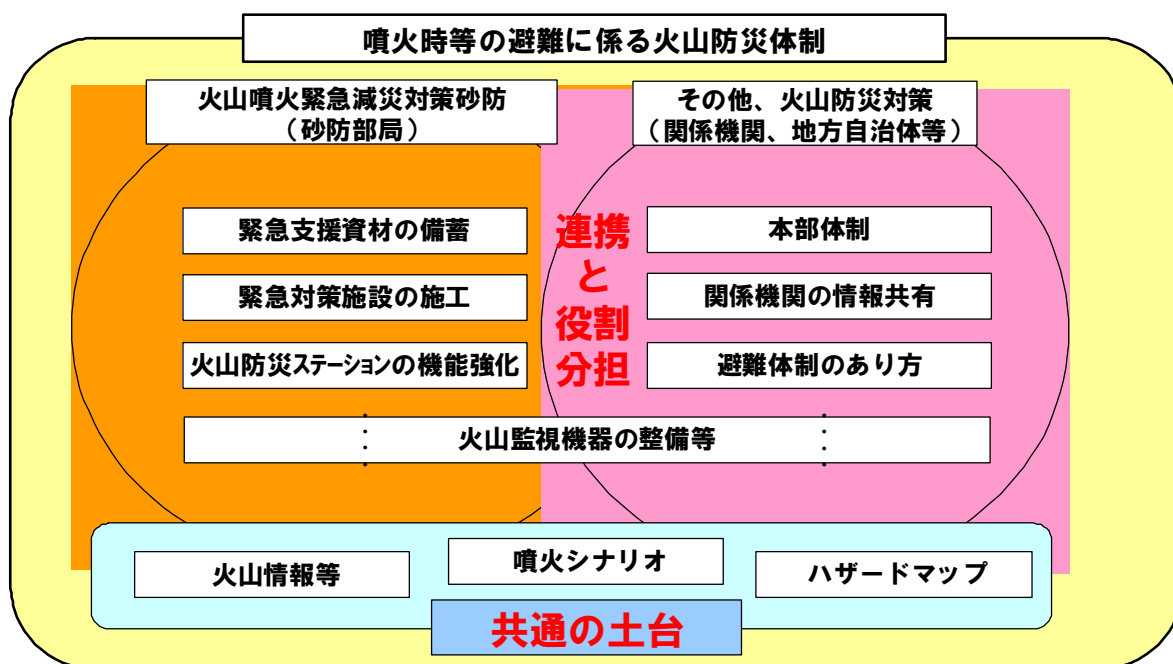 噴火時等の避難に係る火山防災体制
火山噴火緊急減災対策砂防
（砂防部局）
その他、火山防災対策
（関係機関、地方自治体等）
緊急支援資材の備蓄
緊急対策施設の施工
火山防災ステーションの機能強化
連携
と
役割
分担
本部体制
関係機関の情報共有
避難体制のあり方
火山監視機器の整備等
火山情報等
噴火シナリオ
ハザードマップ
共通の土台